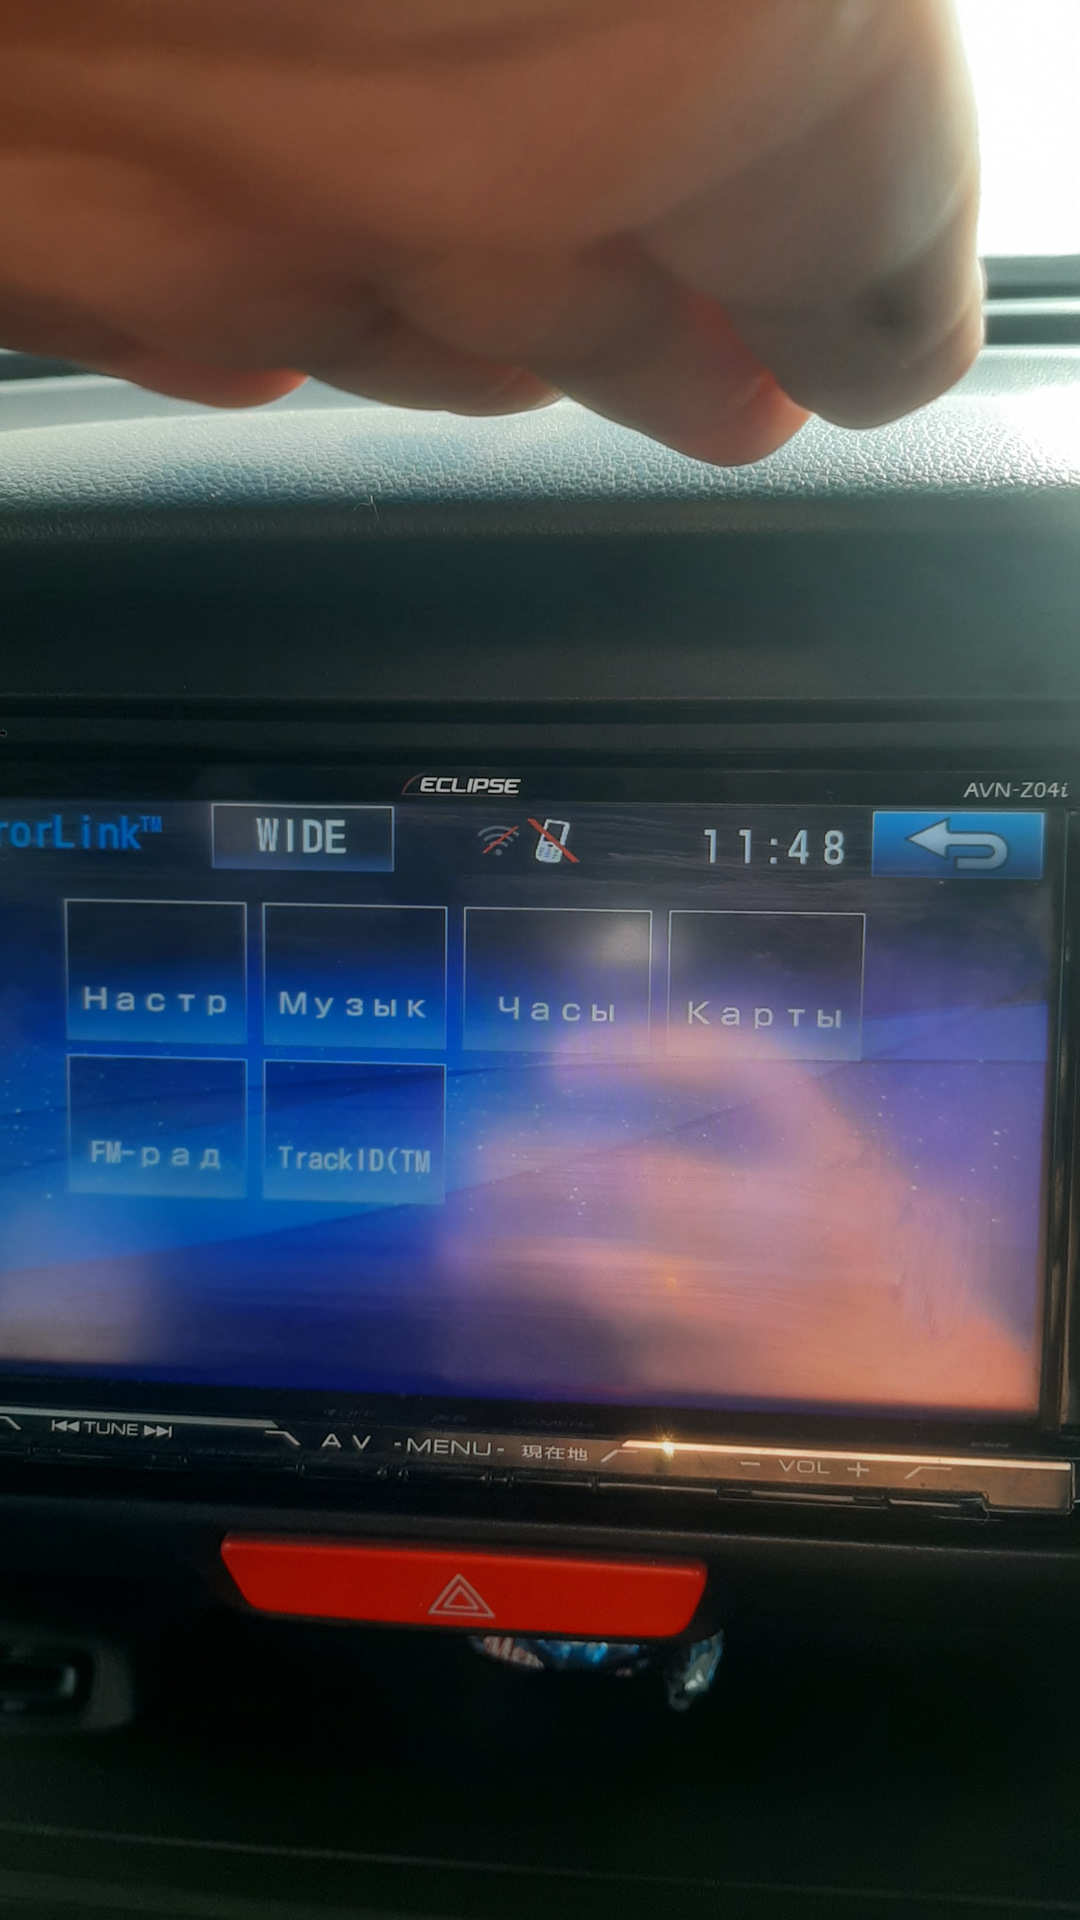 ECLIPSE
AVN-Z04i
rorLink™
WIDE
11:48
Настр
Музык
Часы
Карты
FM-рад
TrackID(TM
TUNE
AV
-MENU-
現在地
- VOL +